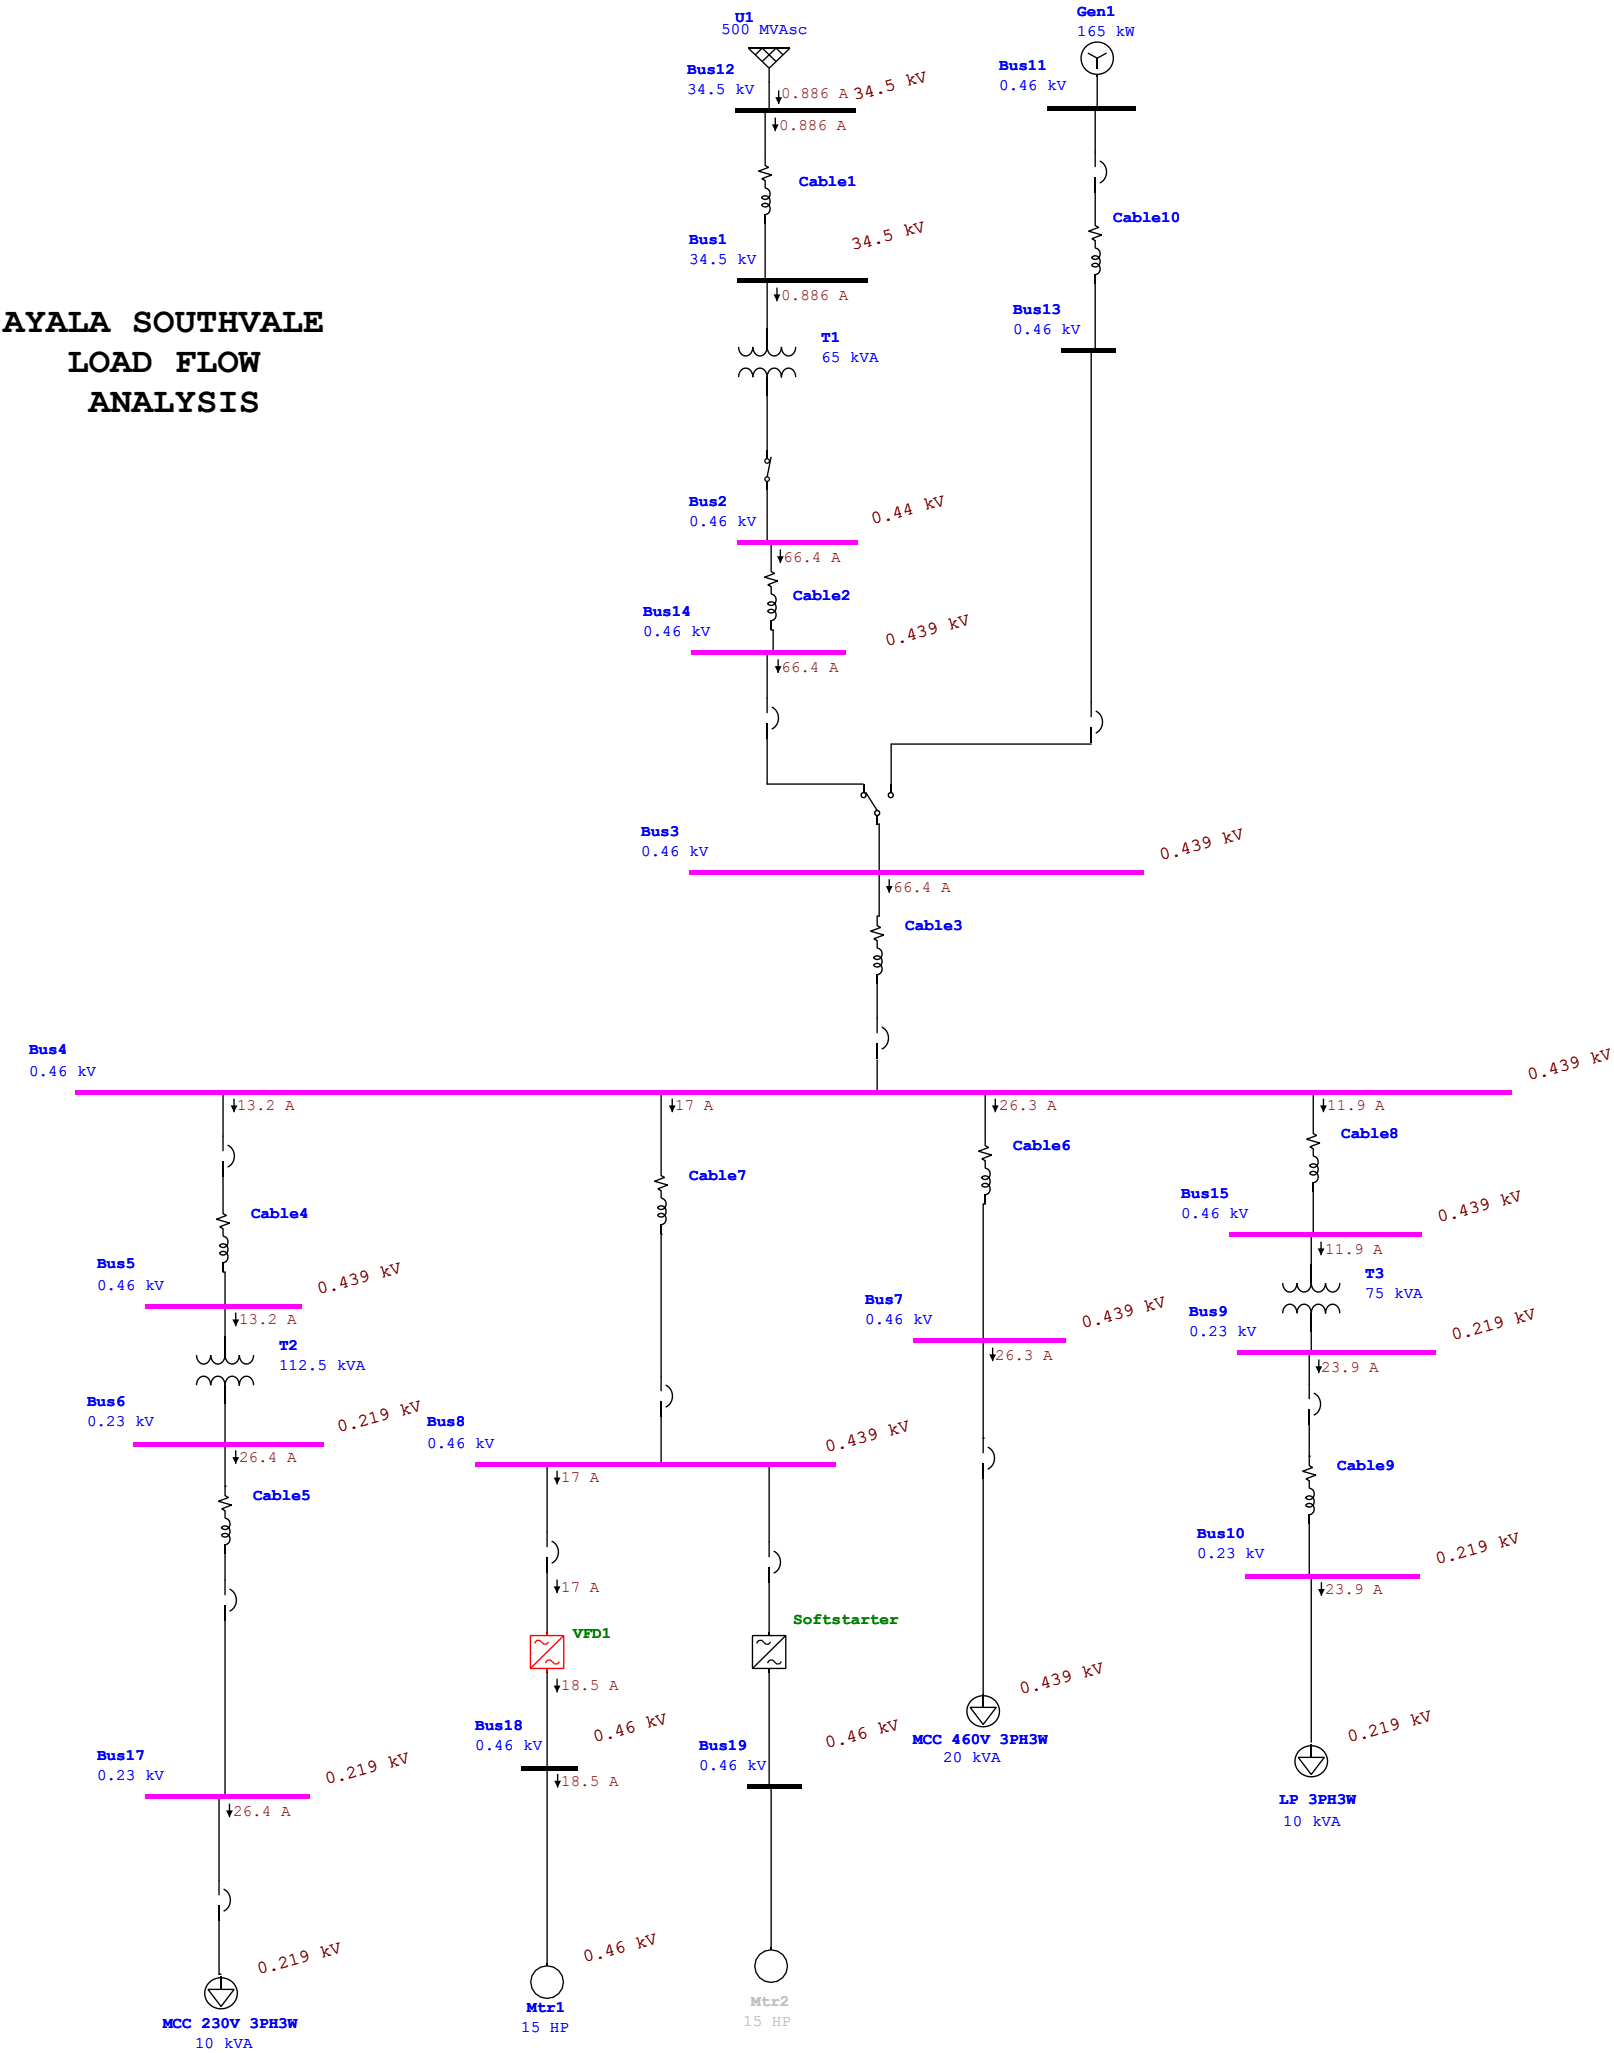 U1
500 MVAsc
Gen1
165 kW
Bus12
34.5 kV
0.886 A
34.5 kV
0.886 A
Bus11
0.46 kV
Cable1
Cable10
Bus1
34.5 kV
34.5 kV
0.886 A
Bus13
0.46 kV
AYALA SOUTHVALE
LOAD FLOW
ANALYSIS
T1
65 kVA
Bus2
0.46 kV
0.44 kV
66.4 A
Cable2
Bus14
0.46 kV
0.439 kV
66.4 A
Bus3
0.46 kV
0.439 kV
66.4 A
Cable3
Bus4
0.46 kV
0.439 kV
13.2 A
17 A
26.3 A
11.9 A
Cable4
Cable7
Cable6
Cable8
Bus15
0.46 kV
0.439 kV
11.9 A
Bus5
0.46 kV
0.439 kV
13.2 A
T3
75 kVA
Bus7
0.46 kV
0.439 kV
26.3 A
Bus9
0.23 kV
0.219 kV
23.9 A
T2
112.5 kVA
Bus6
0.23 kV
0.219 kV
26.4 A
Bus8
0.46 kV
0.439 kV
17 A
Cable5
Cable9
Bus10
0.23 kV
0.219 kV
23.9 A
17 A
VFD1
18.5 A
Softstarter
Bus18
0.46 kV
0.46 kV
18.5 A
Bus19
0.46 kV
0.46 kV
0.439 kV
MCC 460V 3PH3W
20 kVA
0.219 kV
LP 3PH3W
10 kVA
Bus17
0.23 kV
0.219 kV
26.4 A
0.219 kV
MCC 230V 3PH3W
10 kVA
0.46 kV
Mtr1
15 HP
Mtr2
15 HP